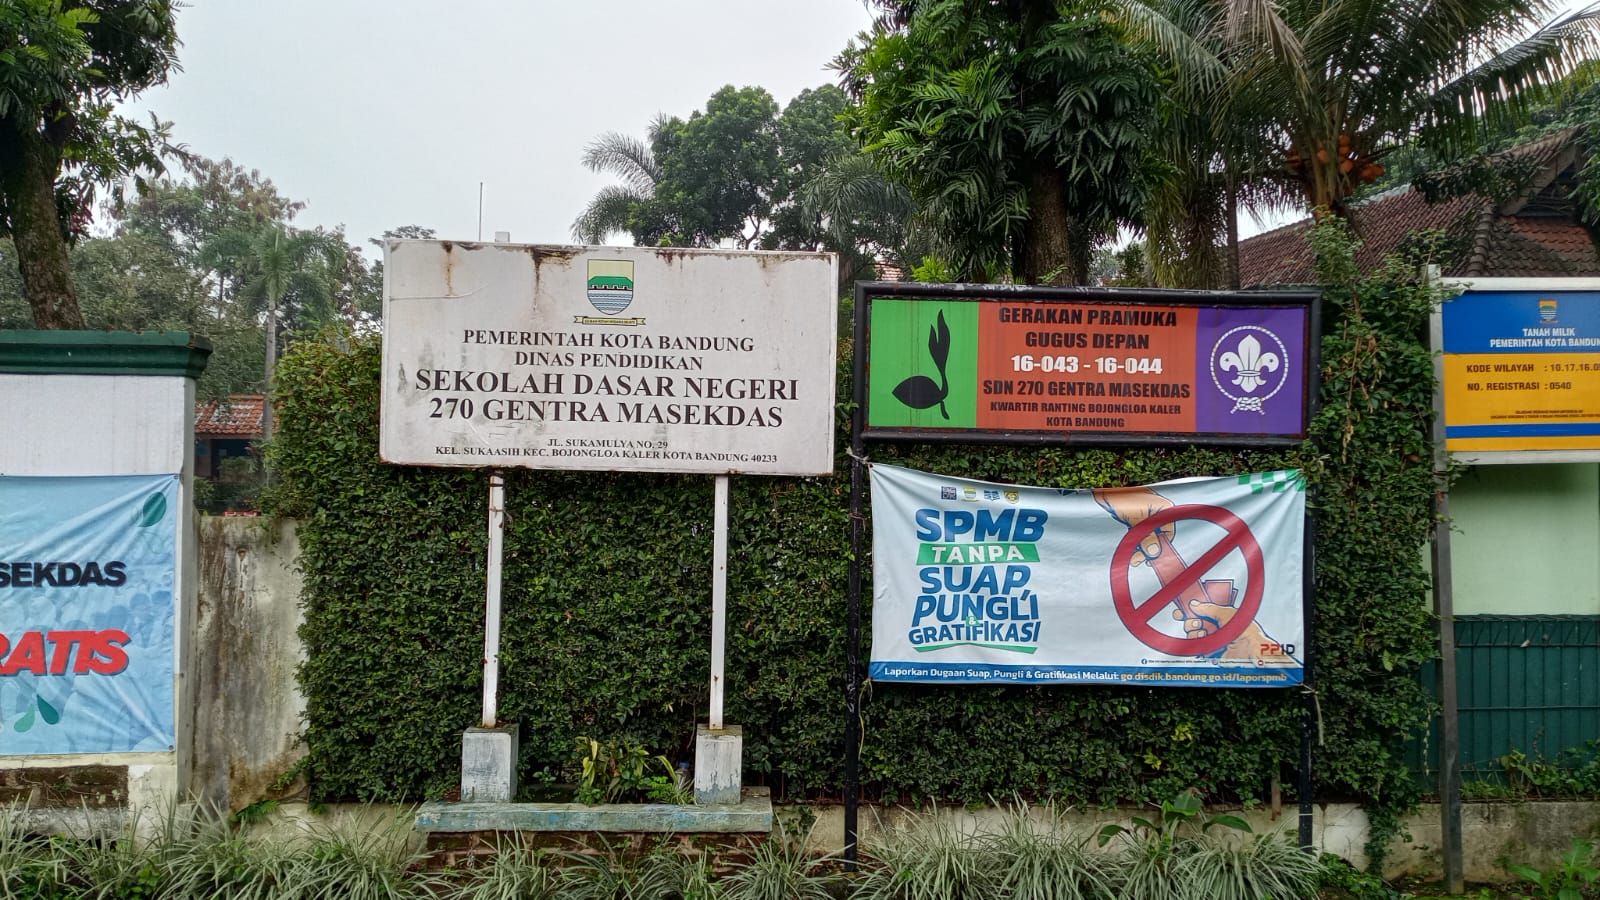 PEMERINTAH KOTA BANDUNG
DINAS PENDIDIKAN
SEKOLAH DASAR NEGERI
270 GENTRA MASEKDAS
JL. SUKAMULYA NO. 29
KEL. SUKAASIH KEC. BOJONGLOA KALER KOTA BANDUNG 40233
GERAKAN PRAMUKA
GUGUS DEPAN
16-043 - 16-044
SDN 270 GENTRA MASEKDAS
KWARTIR RANTING BOJONGLOA KALER
KOTA BANDUNG
SPMB
TANPA
SUAP,
PUNGLI
&
GRATIFIKASI
PPID
Laporkan Dugaan Suap, Pungli & Gratifikasi Melalui: go.disdik.bandung.go.id/laporspmb
SEKDAS
RATIS
TANAH MILIK
PEMERINTAH KOTA BANDUN
KODE WILAYAH : 10.17.16.0
NO. REGISTRASI : 0540